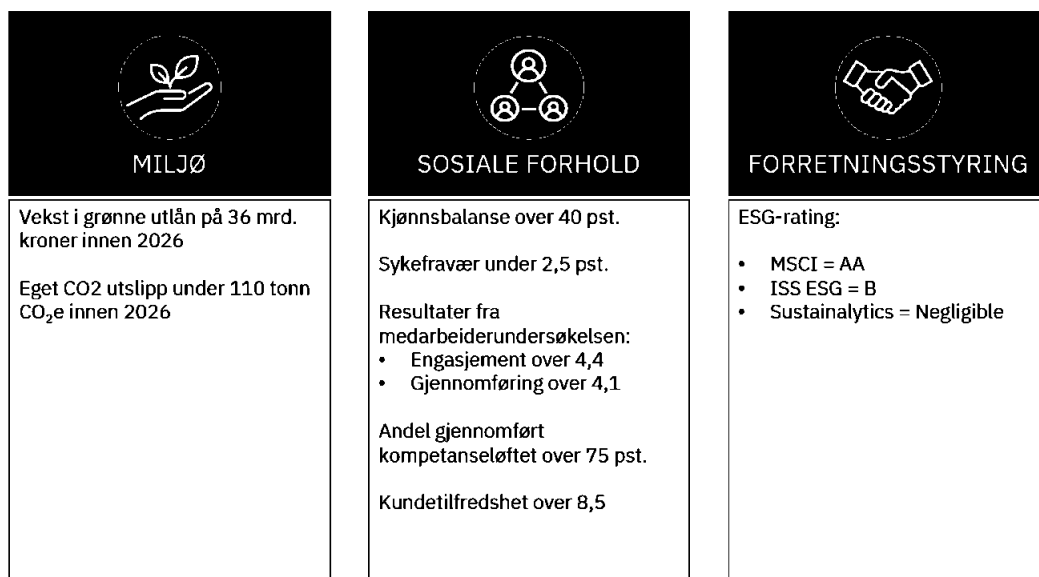 MILJØ
Vekst i grønne utlån på 36 mrd.
kroner innen 2026
Eget CO2 utslipp under 110 tonn
CO₂e innen 2026
SOSIALE FORHOLD
Kjønnsbalanse over 40 pst.
Sykefravær under 2,5 pst.
Resultater fra
medarbeiderundersøkelsen:
• Engasjement over 4,4
• Gjennomføring over 4,1
Andel gjennomført
kompetanseløftet over 75 pst.
Kundetilfredshet over 8,5
FORRETNINGSSTYRING
ESG-rating:
• MSCI = AA
• ISS ESG = B
• Sustainalytics = Negligible